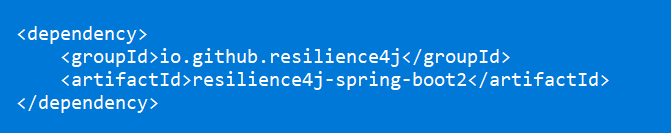 <dependency>
    <groupId>io.github.resilience4j</groupId>
    <artifactId>resilience4j-spring-boot2</artifactId>
</dependency>